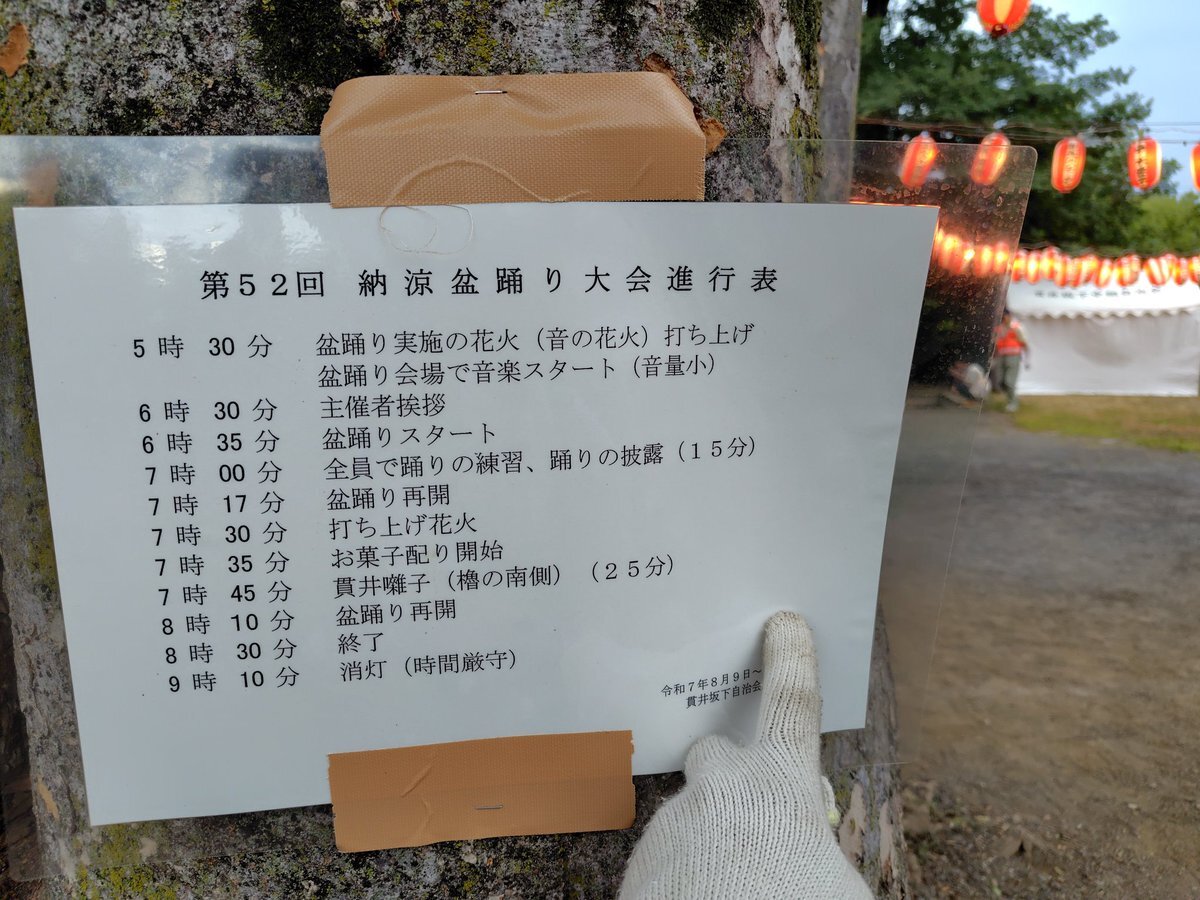 第５２回 納涼盆踊り大会進行表
5時 30分 盆踊り実施の花火（音の花火）打ち上げ
盆踊り会場で音楽スタート（音量小）
6時 30分 主催者挨拶
6時 35分 盆踊りスタート
7時 00分 全員で踊りの練習、踊りの披露（１５分）
7時 17分 盆踊り再開
7時 30分 打ち上げ花火
7時 35分 お菓子配り開始
7時 45分 貫井囃子（櫓の南側）（２５分）
8時 10分 盆踊り再開
8時 30分 終了
9時 10分 消灯（時間厳守）
令和７年８月９日～
貫井坂下自治会